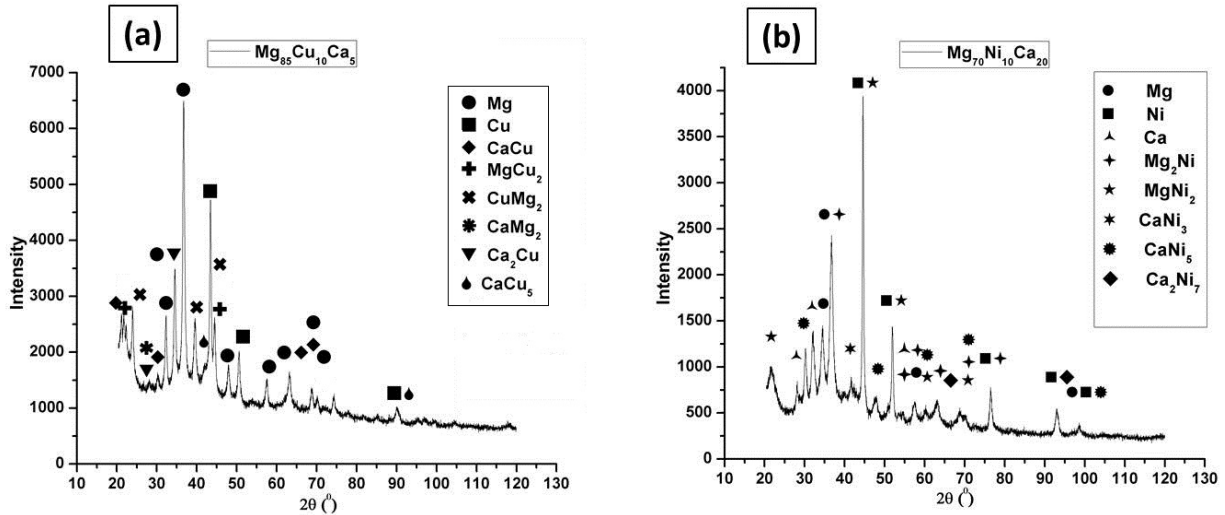 (a)
Mg₈₅Cu₁₀Ca₅
7000
6000
5000
4000
3000
2000
1000
0
Intensity
10 20 30 40 50 60 70 80 90 100 110 120 130
2θ (°)
Mg
Cu
CaCu
MgCu₂
CuMg₂
CaMg₂
Ca₂Cu
CaCu₅
(b)
Mg₇₀Ni₁₀Ca₂₀
4000
3500
3000
2500
2000
1500
1000
500
0
Intensity
10 20 30 40 50 60 70 80 90 100 110 120 130
2θ (°)
Mg
Ni
Ca
Mg₂Ni
MgNi₂
CaNi₃
CaNi₅
Ca₂Ni₇